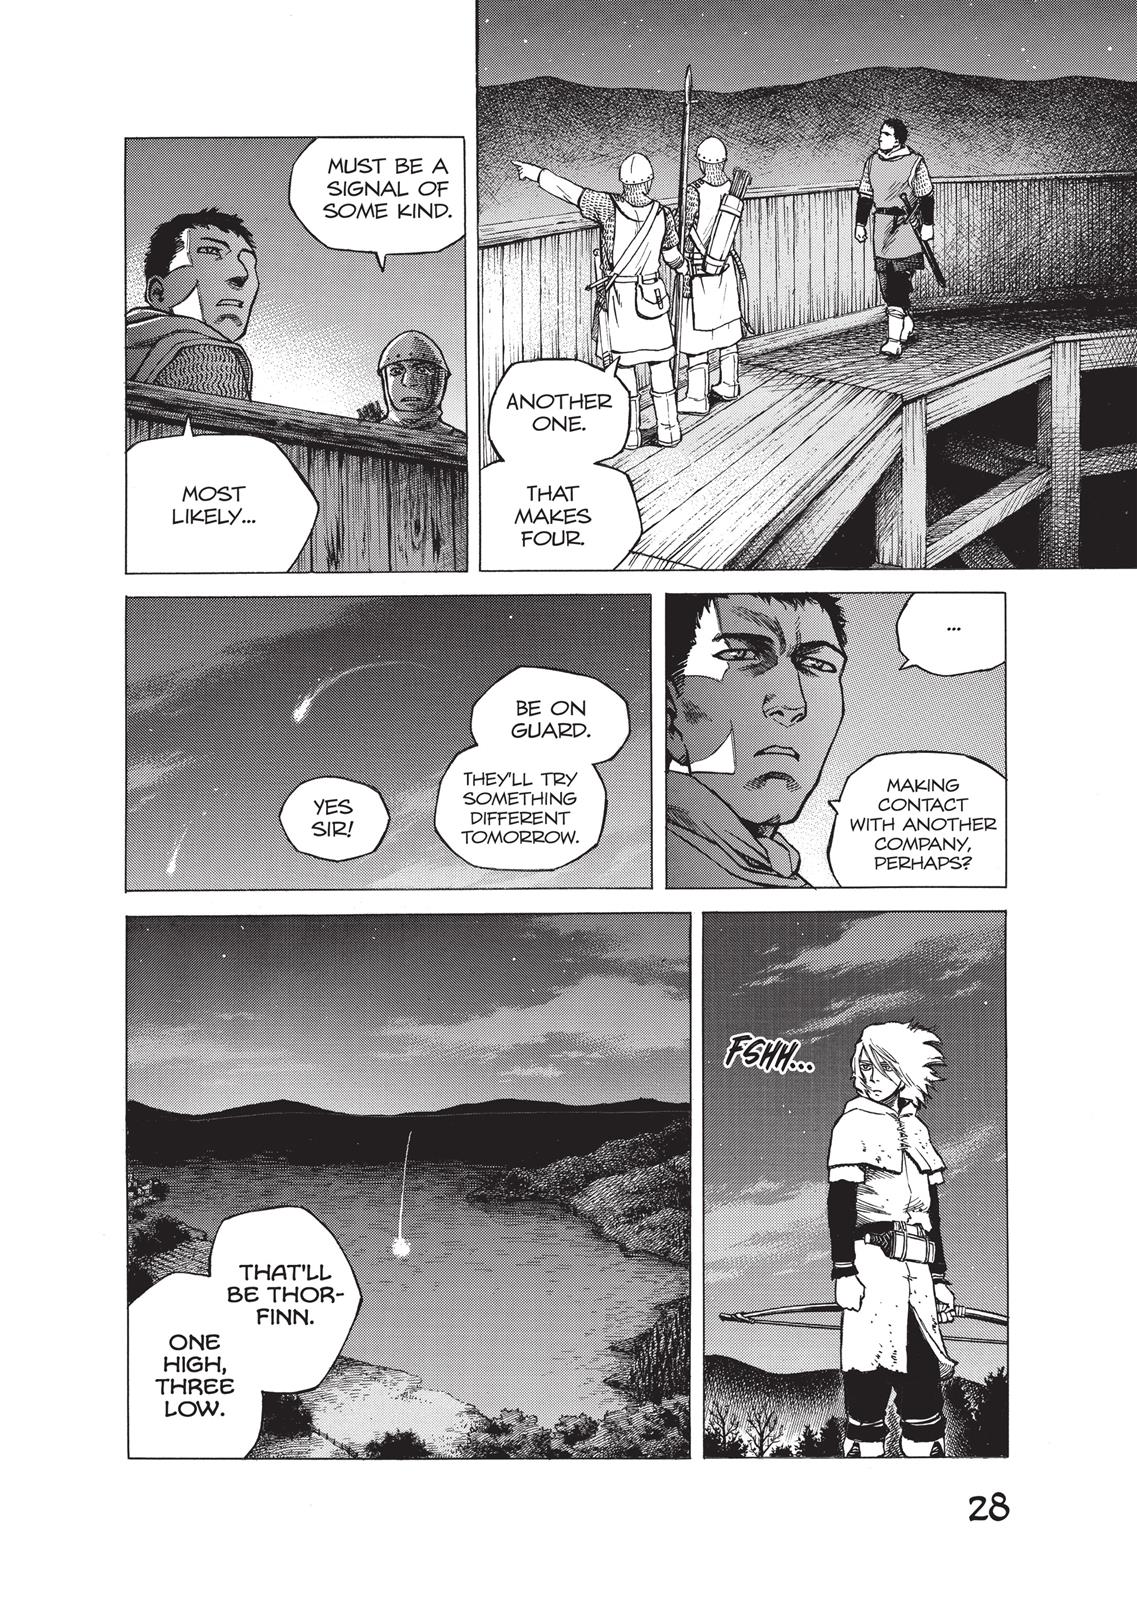 ANOTHER
ONE.
THAT
MAKES
FOUR.
MUST BE A
SIGNAL OF
SOME KIND.
MOST
LIKELY...
...
MAKING
CONTACT
WITH ANOTHER
COMPANY,
PERHAPS?
BE ON
GUARD.
THEY'LL TRY
SOMETHING
DIFFERENT
TOMORROW.
YES
SIR!
FSHH...
THAT'LL
BE THOR-
FINN.
ONE
HIGH,
THREE
LOW.
28